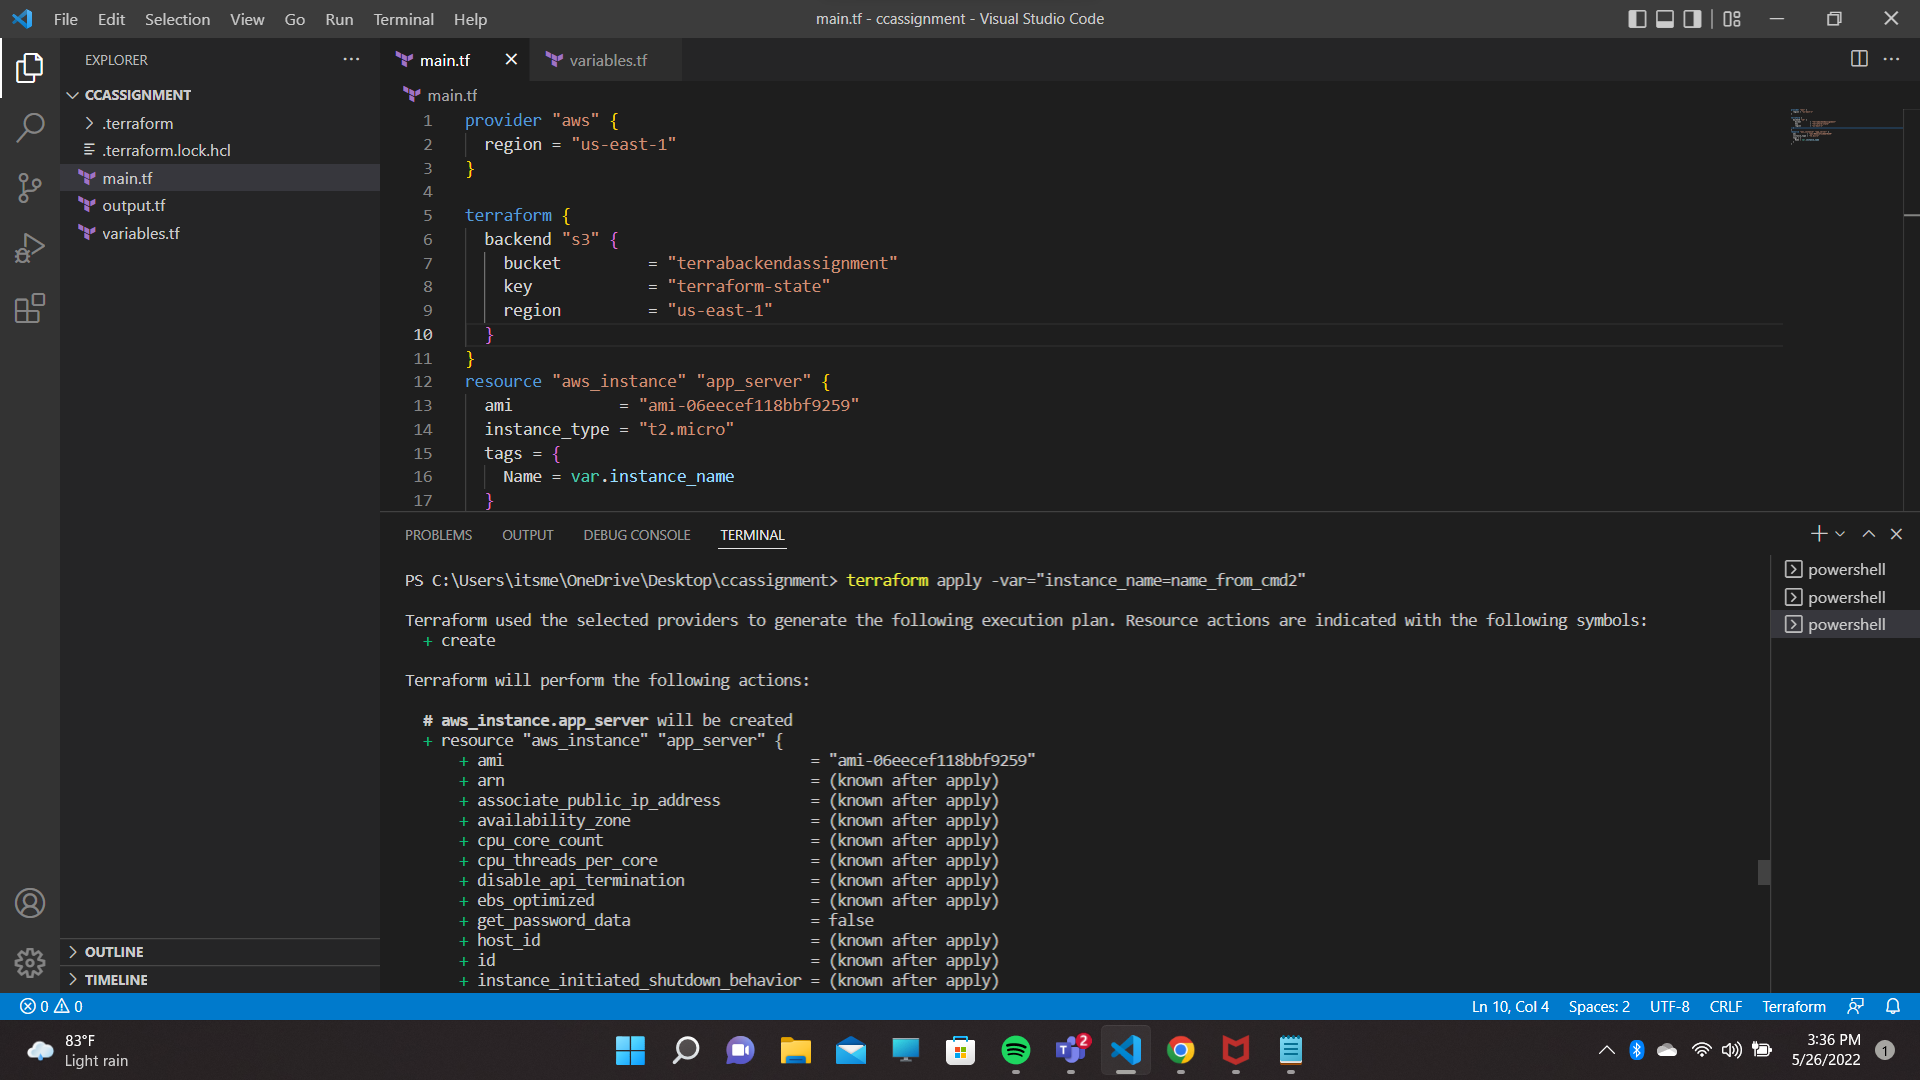 File Edit Selection View Go Run Terminal Help
main.tf - ccassignment - Visual Studio Code
EXPLORER
CCASSIGNMENT
.terraform
.terraform.lock.hcl
main.tf
output.tf
variables.tf
OUTLINE
TIMELINE
main.tf
variables.tf
main.tf
1 provider "aws" {
2 region = "us-east-1"
3 }
4
5 terraform {
6 backend "s3" {
7 bucket = "terrabackendassignment"
8 key = "terraform-state"
9 region = "us-east-1"
10 }
11 }
12 resource "aws_instance" "app_server" {
13 ami = "ami-06eecef118bbf9259"
14 instance_type = "t2.micro"
15 tags = {
16 Name = var.instance_name
17 }
PROBLEMS OUTPUT DEBUG CONSOLE TERMINAL
PS C:\Users\itsme\OneDrive\Desktop\ccassignment> terraform apply -var="instance_name=name_from_cmd2"
Terraform used the selected providers to generate the following execution plan. Resource actions are indicated with the following symbols:
+ create
Terraform will perform the following actions:
# aws_instance.app_server will be created
+ resource "aws_instance" "app_server" {
+ ami = "ami-06eecef118bbf9259"
+ arn = (known after apply)
+ associate_public_ip_address = (known after apply)
+ availability_zone = (known after apply)
+ cpu_core_count = (known after apply)
+ cpu_threads_per_core = (known after apply)
+ disable_api_termination = (known after apply)
+ ebs_optimized = (known after apply)
+ get_password_data = false
+ host_id = (known after apply)
+ id = (known after apply)
+ instance_initiated_shutdown_behavior = (known after apply)
powershell
powershell
powershell
0 0
Ln 10, Col 4 Spaces: 2 UTF-8 CRLF Terraform
83°F
Light rain
2
3:36 PM
5/26/2022
1